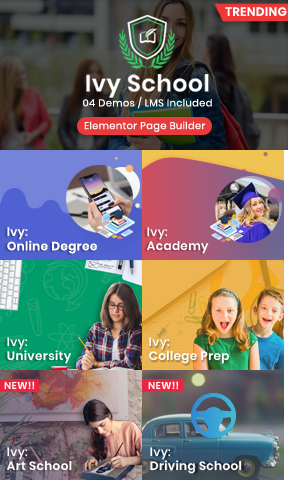 TRENDING
Ivy School
04 Demos / LMS Included
Elementor Page Builder
Ivy:
Online Degree
Ivy:
Academy
Ivy:
University
Ivy:
College Prep
NEW!!
Ivy:
Art School
NEW!!
Ivy:
Driving School